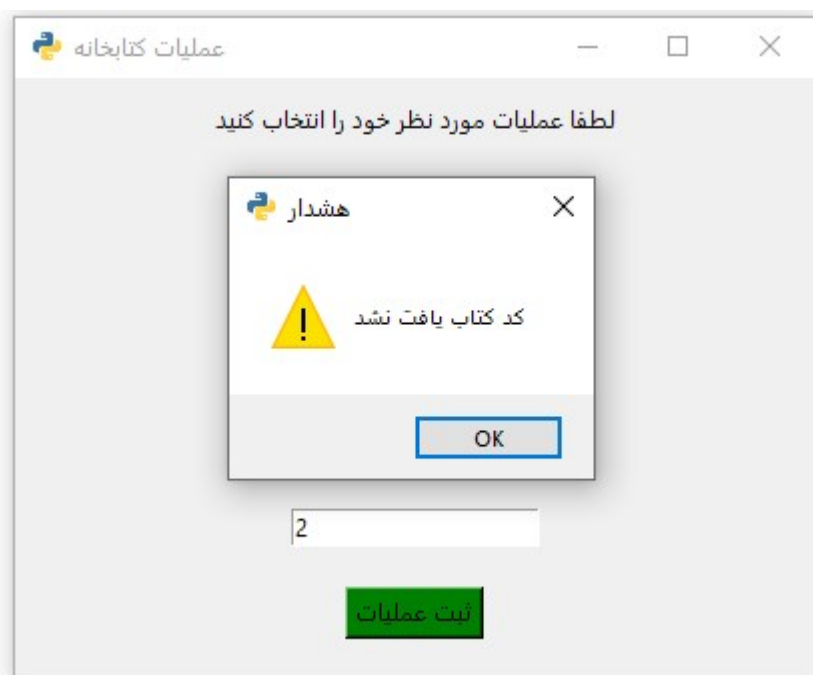 عملیات کتابخانه
لطفا عملیات مورد نظر خود را انتخاب کنید
هشدار
کد کتاب یافت نشد
OK
2
ثبت عملیات